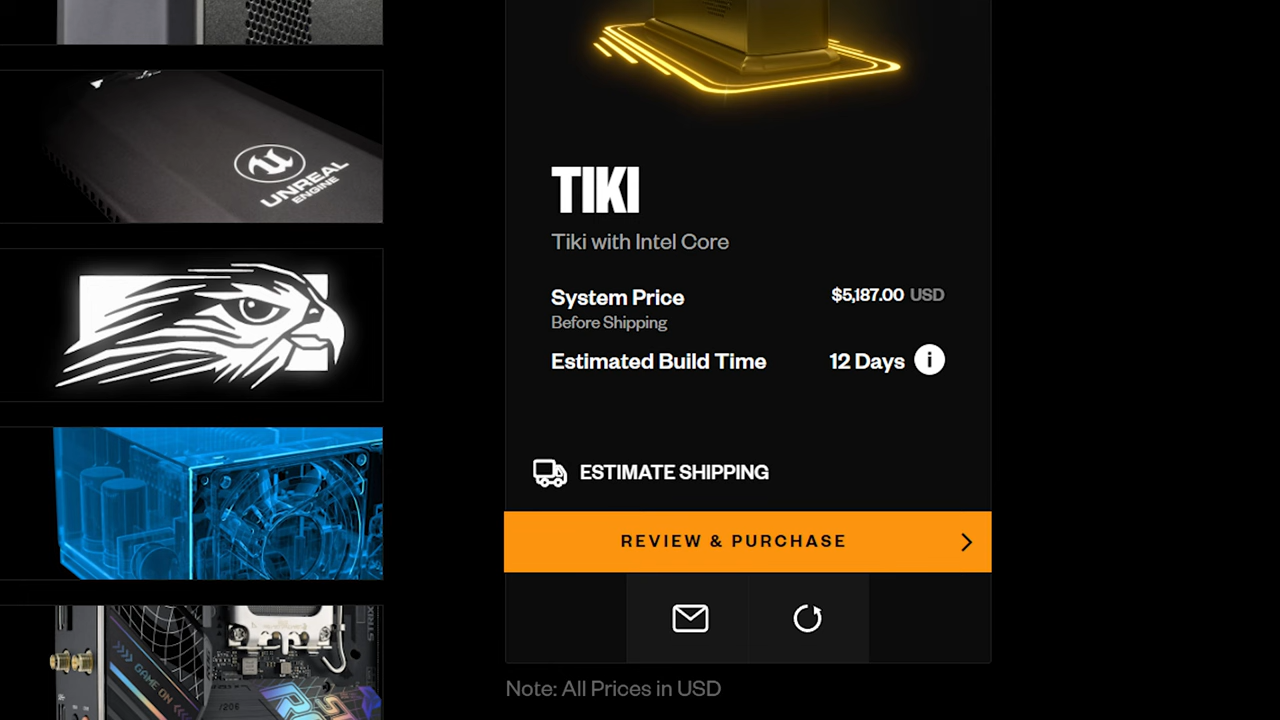 UNREAL
ENGINE
GAME ON
TIKI
Tiki with Intel Core
System Price
$5,187.00 USD
Before Shipping
Estimated Build Time
12 Days
i
ESTIMATE SHIPPING
REVIEW & PURCHASE
Note: All Prices in USD